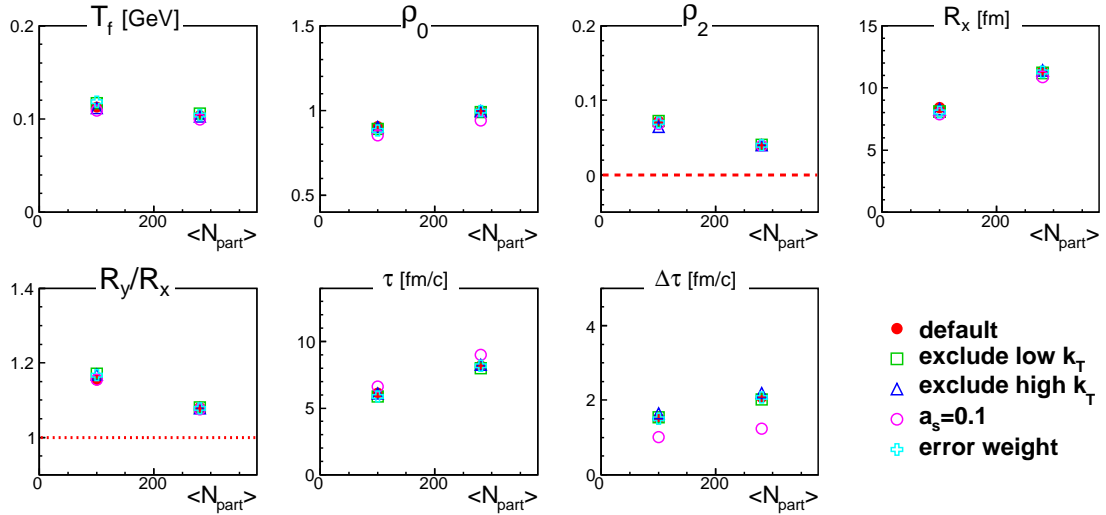 T_f [GeV]
ρ_0
ρ_2
R_x [fm]
0.2
0.1
0
0 200
<N_part>
1.5
1
0.5
0 200
<N_part>
0.1
0.05
0
0 200
<N_part>
15
10
5
0
0 200
<N_part>
R_y/R_x
τ [fm/c]
Δτ [fm/c]
1.4
1.2
1
0 200
<N_part>
10
5
0
0 200
<N_part>
4
2
0
0 200
<N_part>
default
exclude low k_T
exclude high k_T
a_s=0.1
error weight